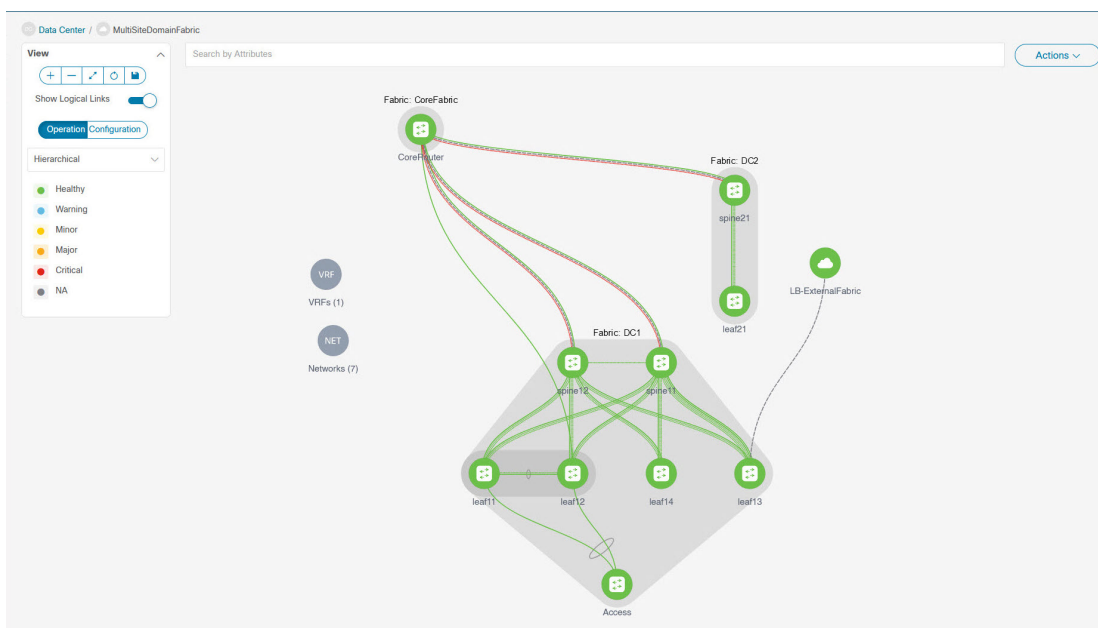 Data Center / MultiSiteDomainFabric
View
Search by Attributes
Actions
Show Logical Links
Operation Configuration
Hierarchical
Healthy
Warning
Minor
Major
Critical
NA
Fabric: CoreFabric
CoreRouter
Fabric: DC2
spine21
leaf21
LB-ExternalFabric
VRF
VRFs (1)
NET
Networks (7)
Fabric: DC1
spine12
spine11
leaf11
leaf12
leaf14
leaf13
Access